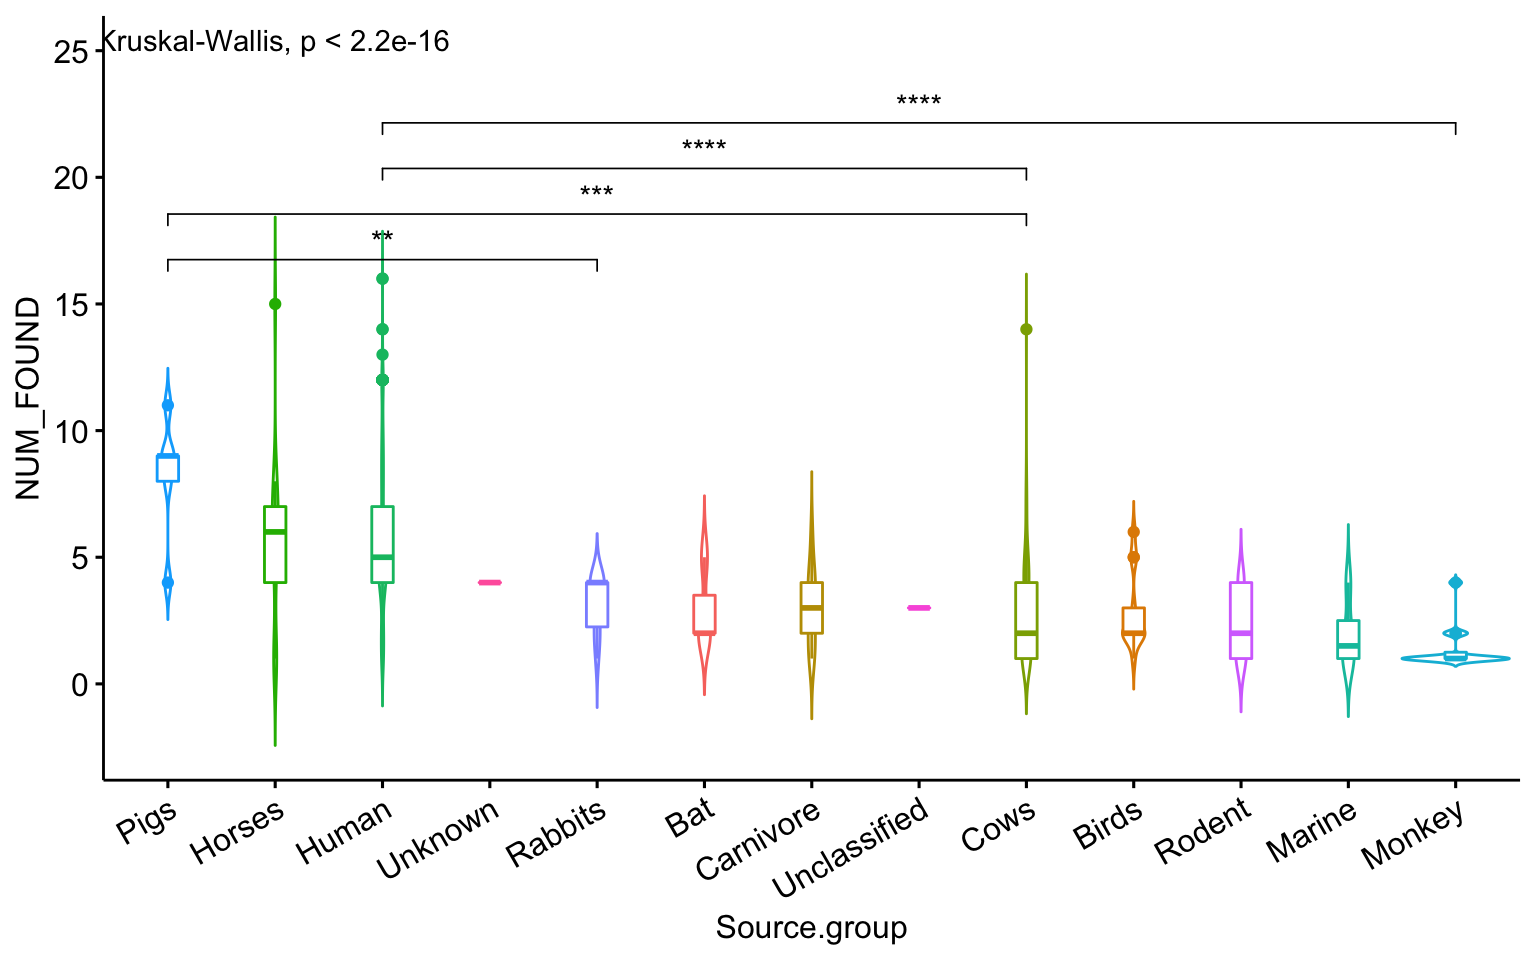 Kruskal-Wallis, p < 2.2e-16
25
20
15
10
5
0
NUM_FOUND
****
****
***
**
Pigs
Horses
Human
Unknown
Rabbits
Bat
Carnivore
Unclassified
Cows
Birds
Rodent
Marine
Monkey
Source.group